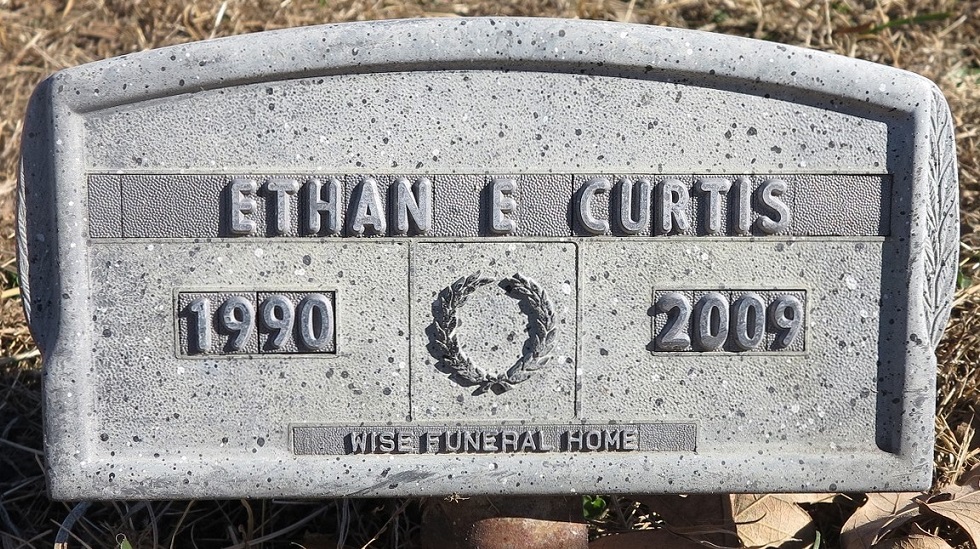 ETHAN E CURTIS
1990 2009
WISE FUNERAL HOME